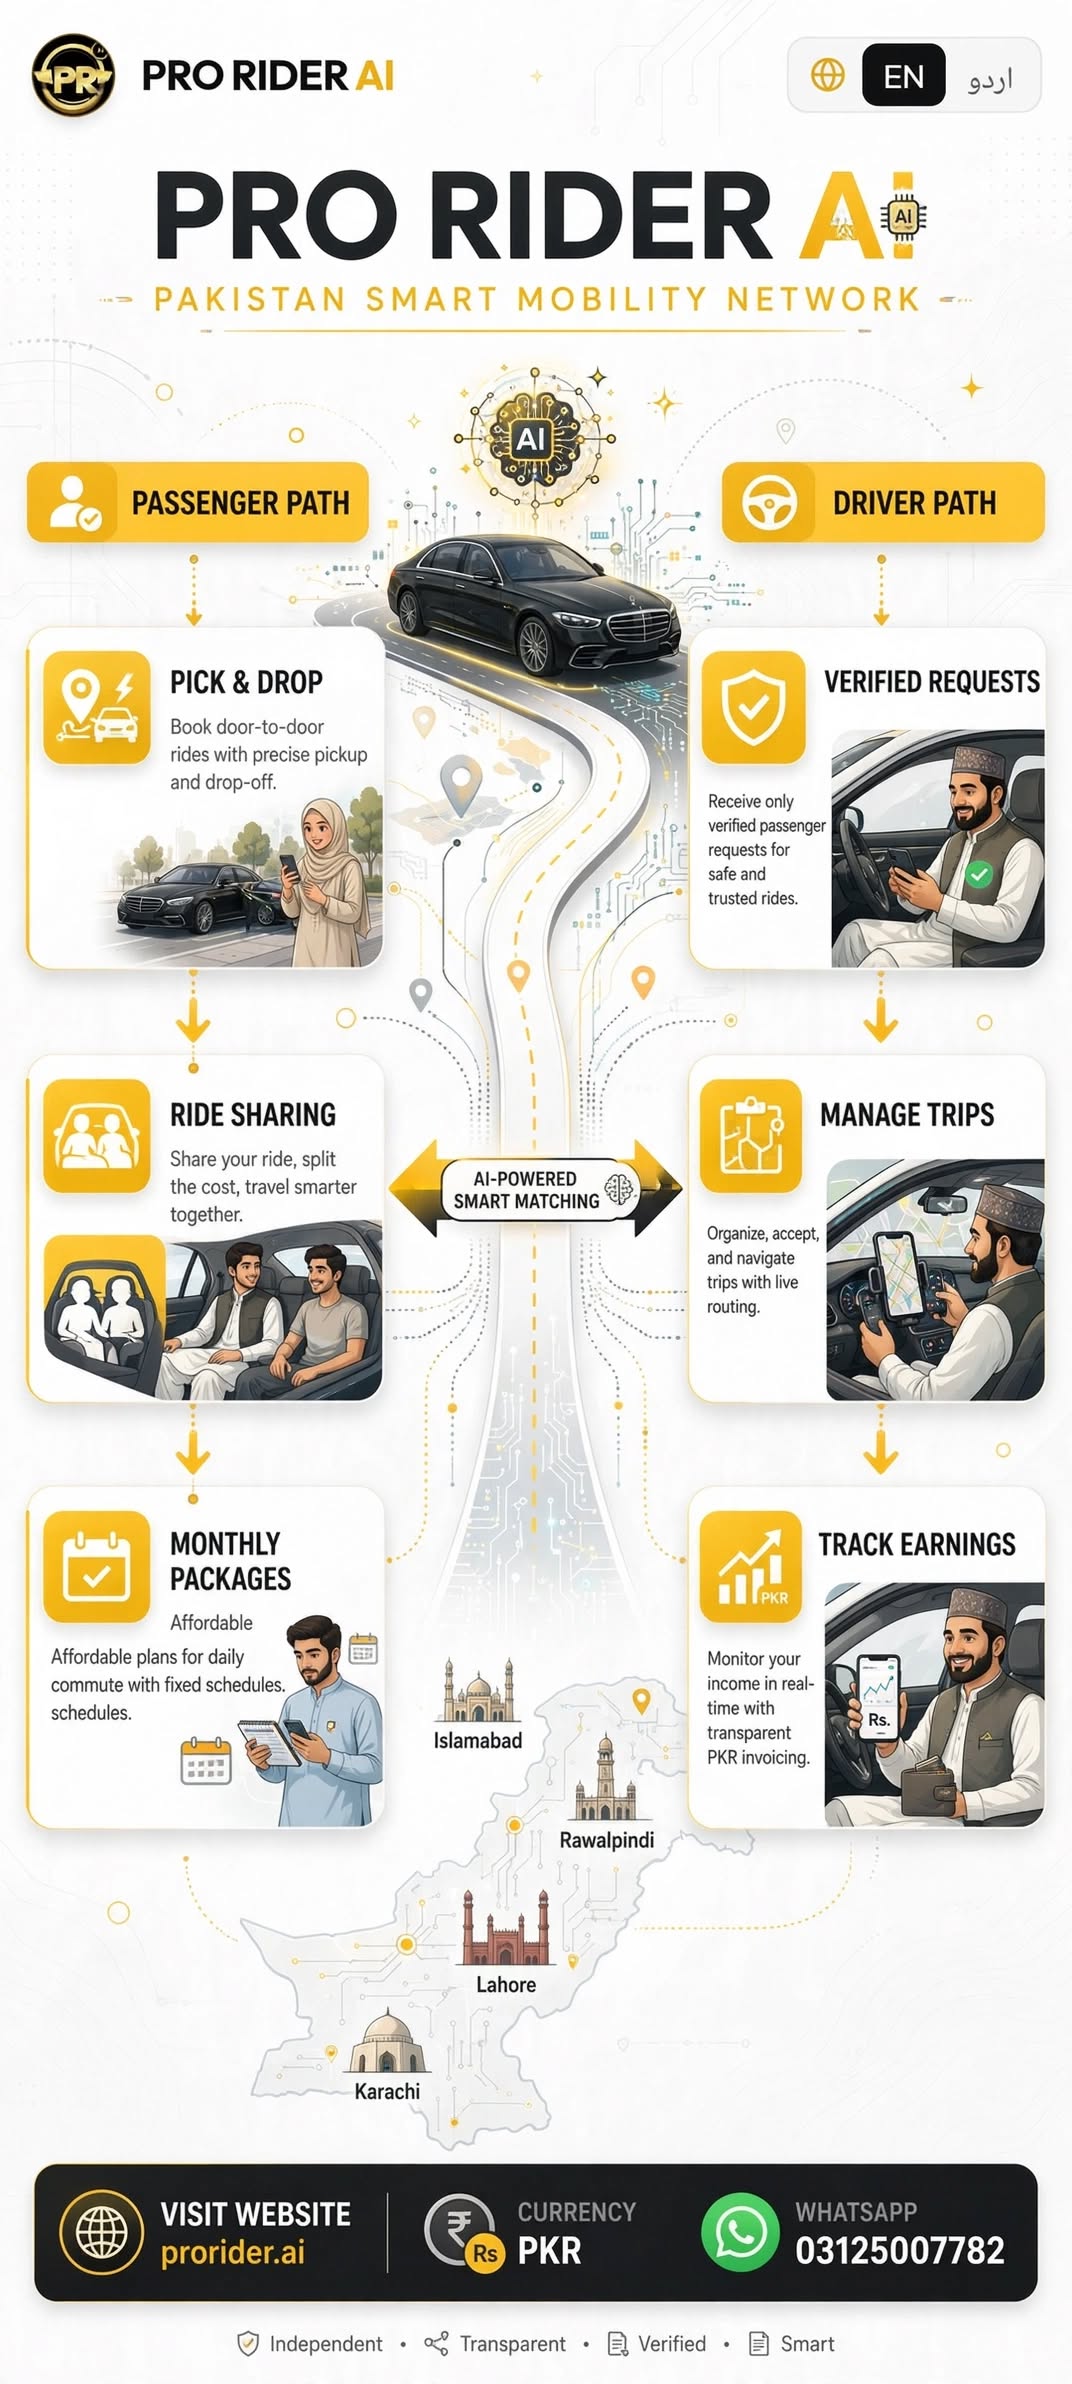 PR
PRO RIDER AI
EN
اردو
PRO RIDER AI
AI
PAKISTAN SMART MOBILITY NETWORK
AI
PASSENGER PATH
DRIVER PATH
PICK & DROP
Book door-to-door
rides with precise pickup
and drop-off.
VERIFIED REQUESTS
Receive only
verified passenger
requests for
safe and
trusted rides.
RIDE SHARING
Share your ride, split
the cost, travel smarter
together.
AI-POWERED
SMART MATCHING
MANAGE TRIPS
Organize, accept,
and navigate
trips with live
routing.
MONTHLY
PACKAGES
Affordable
Affordable plans for daily
commute with fixed schedules.
schedules.
TRACK EARNINGS
PKR
Monitor your
income in real-
time with
transparent
PKR invoicing.
Rs.
Islamabad
Rawalpindi
Lahore
Karachi
VISIT WEBSITE
prorider.ai
₹
Rs
CURRENCY
PKR
WHATSAPP
03125007782
Independent • Transparent • Verified • Smart